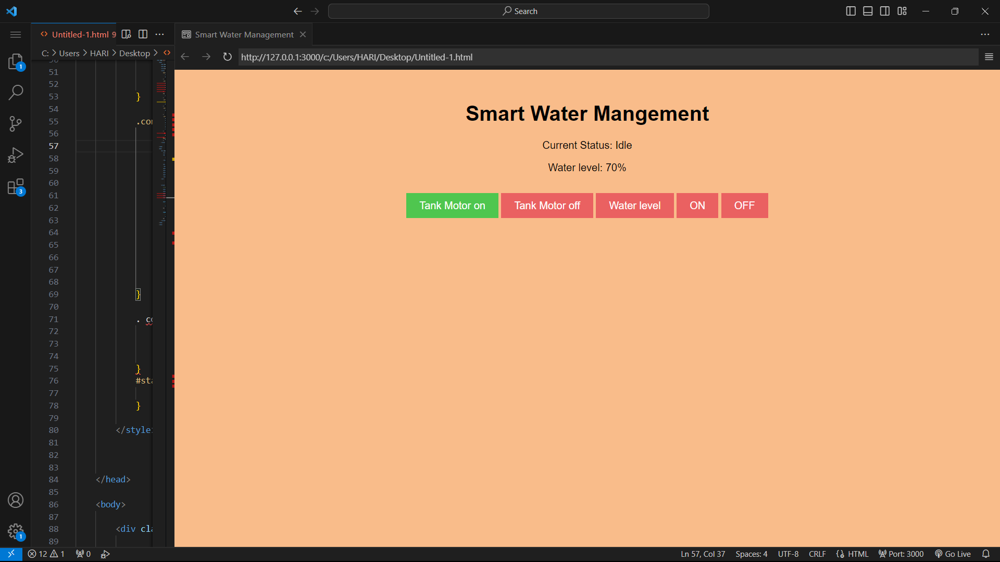 Search
Untitled-1.html 9
Smart Water Management
C: > Users > HARI > Desktop >
http://127.0.0.1:3000/c:/Users/HARI/Desktop/Untitled-1.html
51
52
53 }
54
55
56
57
58
59
60
61
62
63
64
65
66
67
68
69 }
70
71 .
72
73
74
75 }
76
77
78 }
79
80 </style
81
82
83
84 </head>
85
86 <body>
87
88 <div
89
1
3
1
Smart Water Mangement
Current Status: Idle
Water level: 70%
Tank Motor on Tank Motor off Water level ON OFF
12 1 0 Ln 57, Col 37 Spaces: 4 UTF-8 CRLF HTML Port: 3000 Go Live